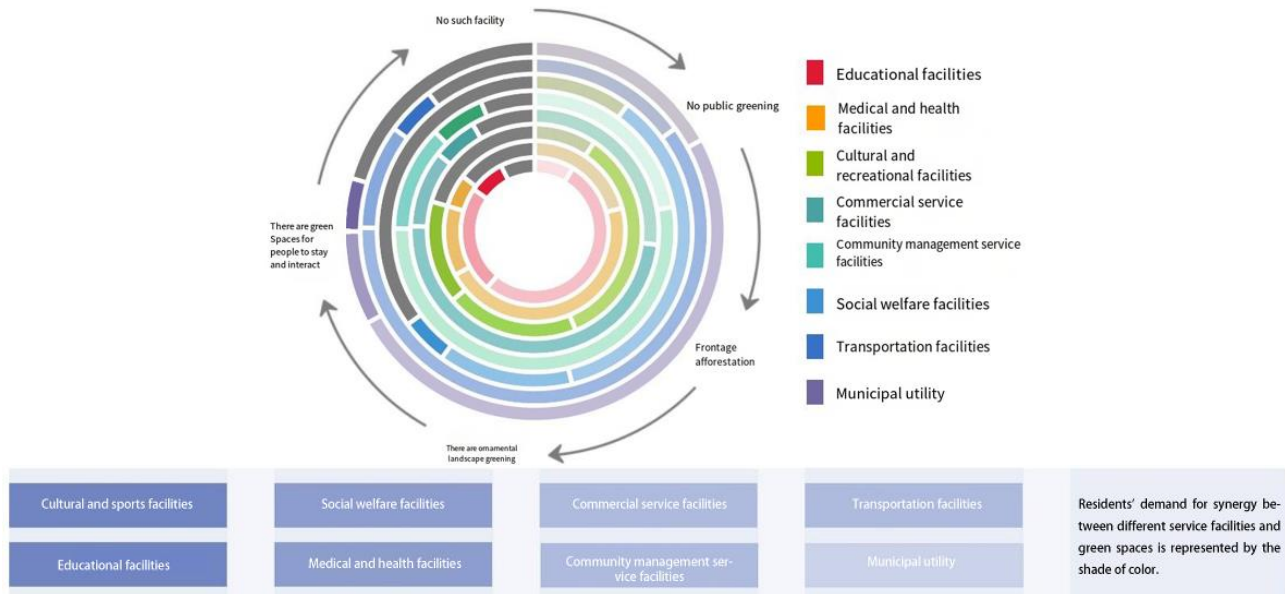 No such facility
No public greening
Frontage
afforestation
There are ornamental
landscape greening
There are green
Spaces for
people to stay
and interact
Educational facilities
Medical and health
facilities
Cultural and
recreational facilities
Commercial service
facilities
Community management service
facilities
Social welfare facilities
Transportation facilities
Municipal utility
Cultural and sports facilities
Social welfare facilities
Commercial service facilities
Transportation facilities
Educational facilities
Medical and health facilities
Community management ser-
vice facilities
Municipal utility
Residents' demand for synergy be-
tween different service facilities and
green spaces is represented by the
shade of color.